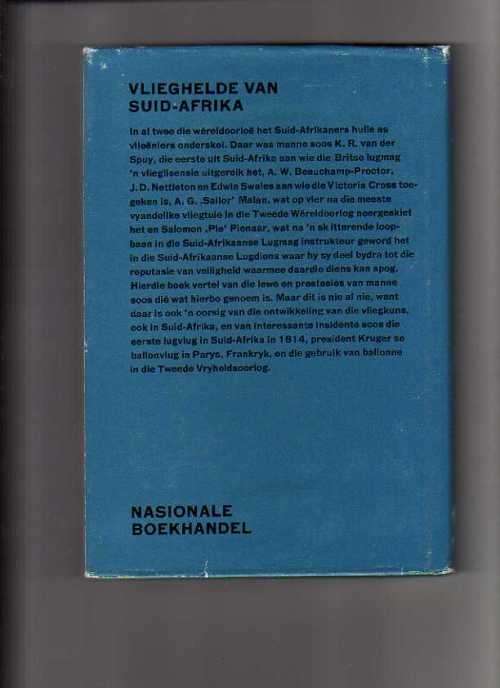 VLIEGHELDE VAN
SUID-AFRIKA
In al twee die wêreldoorloë het Suid-Afrikaners hulle as
vlieëniers onderskei. Daar was manne soos K. R. van der
Spuy, die eerste uit Suid-Afrika aan wie die Britse lugmag
'n vlieglisensie uitgereik het, A. W. Beauchamp-Proctor,
J. D. Nettleton en Edwin Swales aan wie die Victoria Cross toe-
geken is, A. G. ‚Sailor’ Malan, wat op vier na die meeste
vyandelike vliegtuie in die Tweede Wêreldoorlog neergeskiet
het en Salomon ‚Pie’ Pienaar, wat na 'n skitterende loop-
baan in die Suid-Afrikaanse Lugmag instrukteur geword het
in die Suid-Afrikaanse Lugdiens waar hy sy deel bydra tot die
reputasie van veiligheid waarmee daardie diens kan spog.
Hierdie boek vertel van die lewe en prestasies van manne
soos dié wat hierbo genoem is. Maar dit is nie al nie, want
daar is ook 'n oorsig van die ontwikkeling van die vliegkuns,
ook in Suid-Afrika, en van interessante insidente soos die
eerste lugvlug in Suid-Afrika in 1814, president Kruger se
ballonvlug in Parys, Frankryk, en die gebruik van ballonne
in die Tweede Vryheidsoorlog.
NASIONALE
BOEKHANDEL